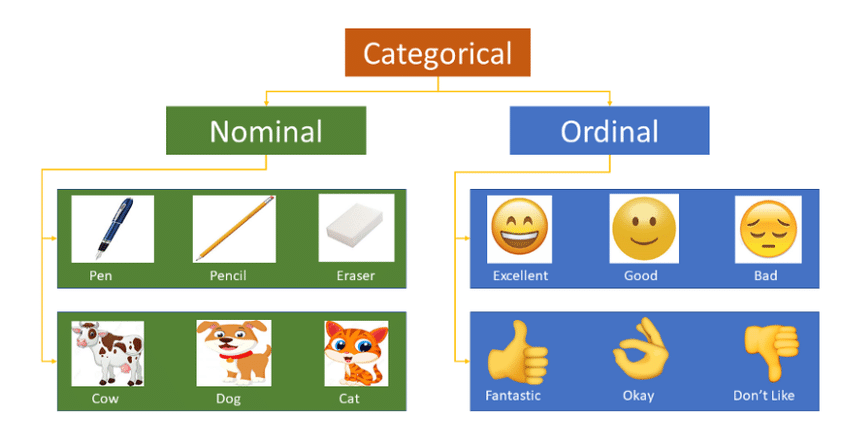 Categorical
Nominal
Ordinal
Pen
Pencil
Eraser
Excellent
Good
Bad
Cow
Dog
Cat
Fantastic
Okay
Don't Like